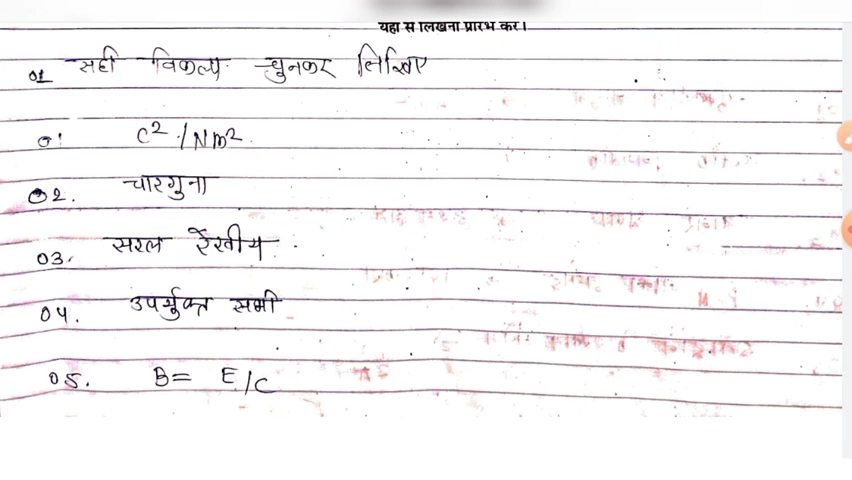 यहा से लिखना प्रारंभ कर।
01 सही विकल्प चुनकर लिखिए
01 C²/Nm²
02. चारगुना
03. सरल रेखीय
04. उपर्युक्त सभी
05. B= E/C